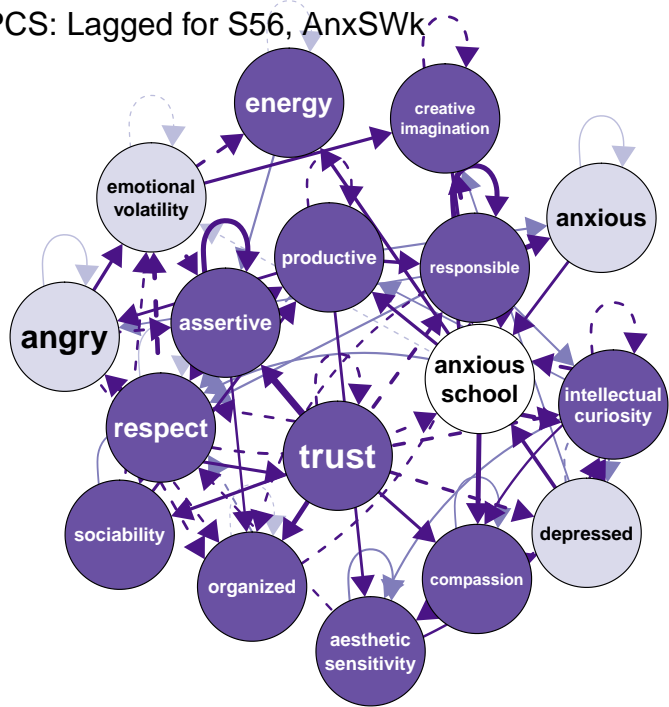 PCS: Lagged for S56, AnxSWk
energy
creative
imagination
emotional
volatility
anxious
productive
responsible
angry
assertive
anxious
school
intellectual
curiosity
respect
trust
sociability
depressed
organized
compassion
aesthetic
sensitivity